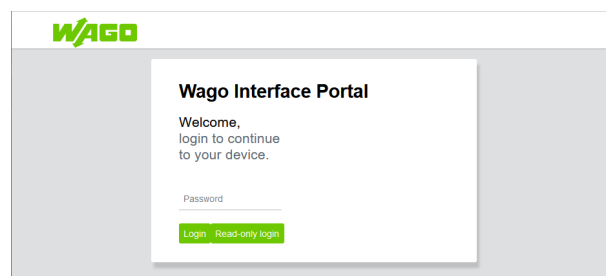 WAGO
Wago Interface Portal
Welcome,
login to continue
to your device.
Password
Login Read-only login